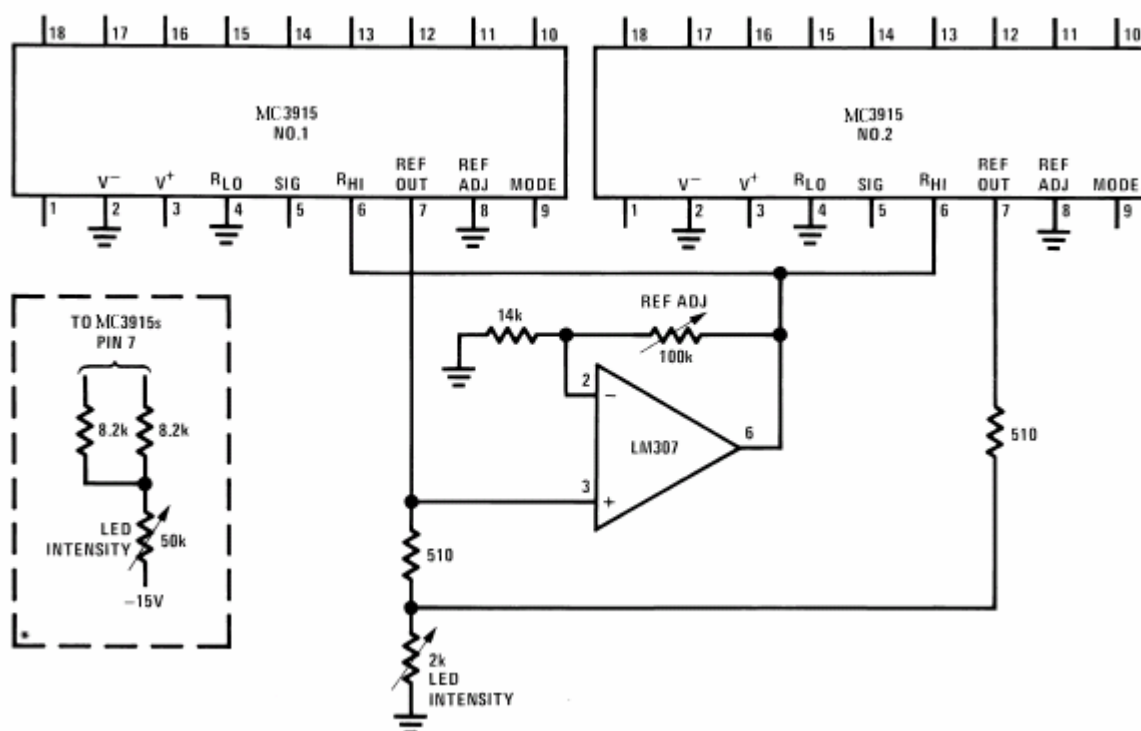 18 17 16 15 14 13 12 11 10
18 17 16 15 14 13 12 11 10
MC3915
NO.1
MC3915
NO.2
V− V+ RLO SIG RHI REF OUT REF ADJ MODE
V− V+ RLO SIG RHI REF OUT REF ADJ MODE
1 2 3 4 5 6 7 8 9
1 2 3 4 5 6 7 8 9
TO MC3915s
PIN 7
8.2k 8.2k
LED
INTENSITY
50k
−15V
*
14k
REF ADJ
100k
2
−
LM307
6
3
+
510
510
2k
LED
INTENSITY